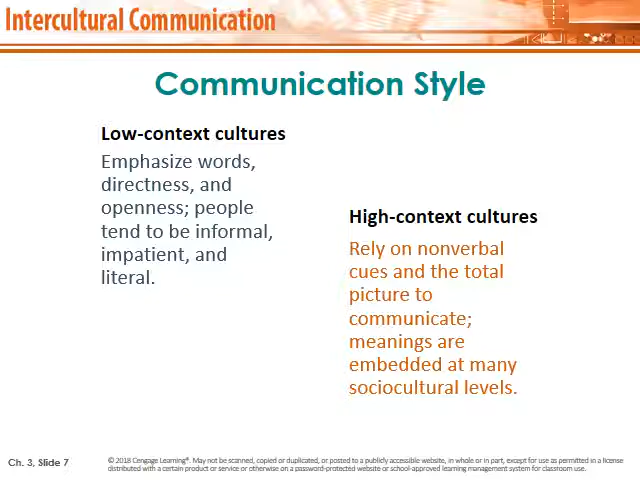 Intercultural Communication
Communication Style
Low-context cultures
Emphasize words,
directness, and
openness; people
tend to be informal,
impatient, and
literal.
High-context cultures
Rely on nonverbal
cues and the total
picture to
communicate;
meanings are
embedded at many
sociocultural levels.
Ch. 3, Slide 7
© 2018 Cengage Learning®. May not be scanned, copied or duplicated, or posted to a publicly accessible website, in whole or in part, except for use as permitted in a license
distributed with a certain product or service or otherwise on a password-protected website or school-approved learning management system for classroom use.